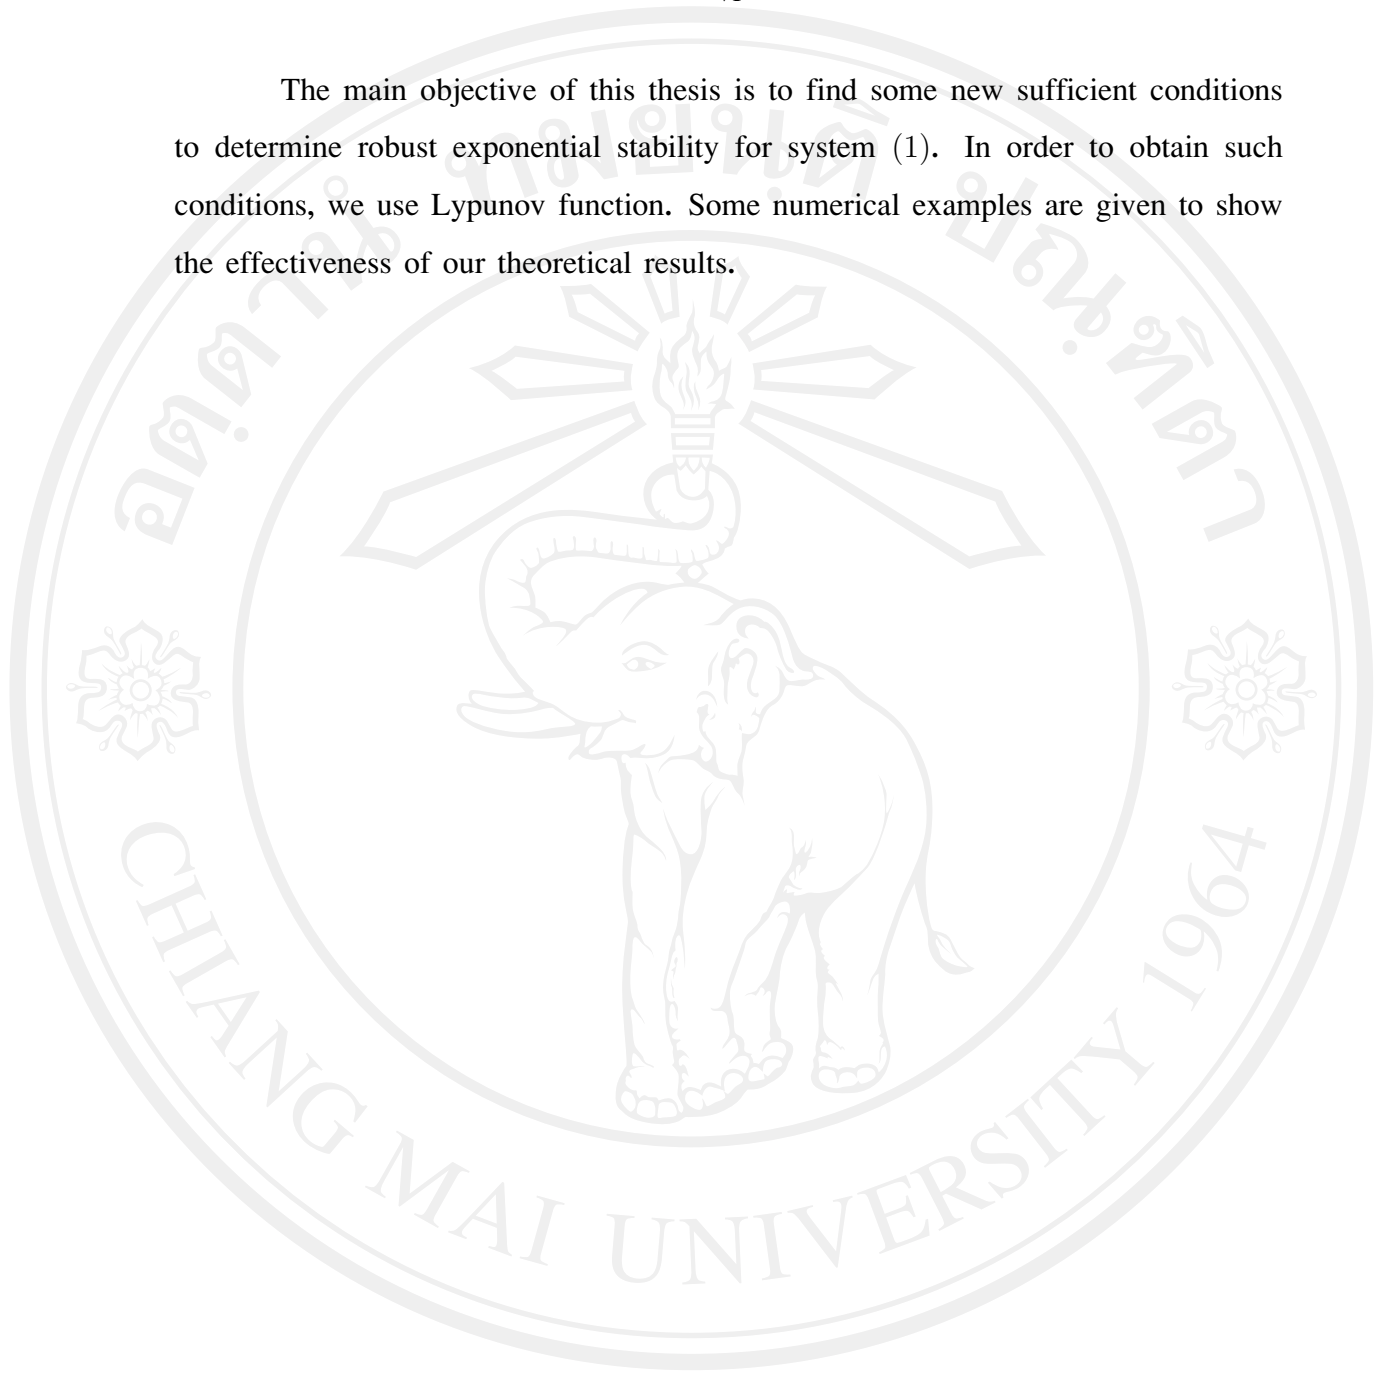 The main objective of this thesis is to find some new sufficient conditions
to determine robust exponential stability for system (1). In order to obtain such
conditions, we use Lypunov function. Some numerical examples are given to show
the effectiveness of our theoretical results.
CHIANG MAI UNIVERSITY 1964